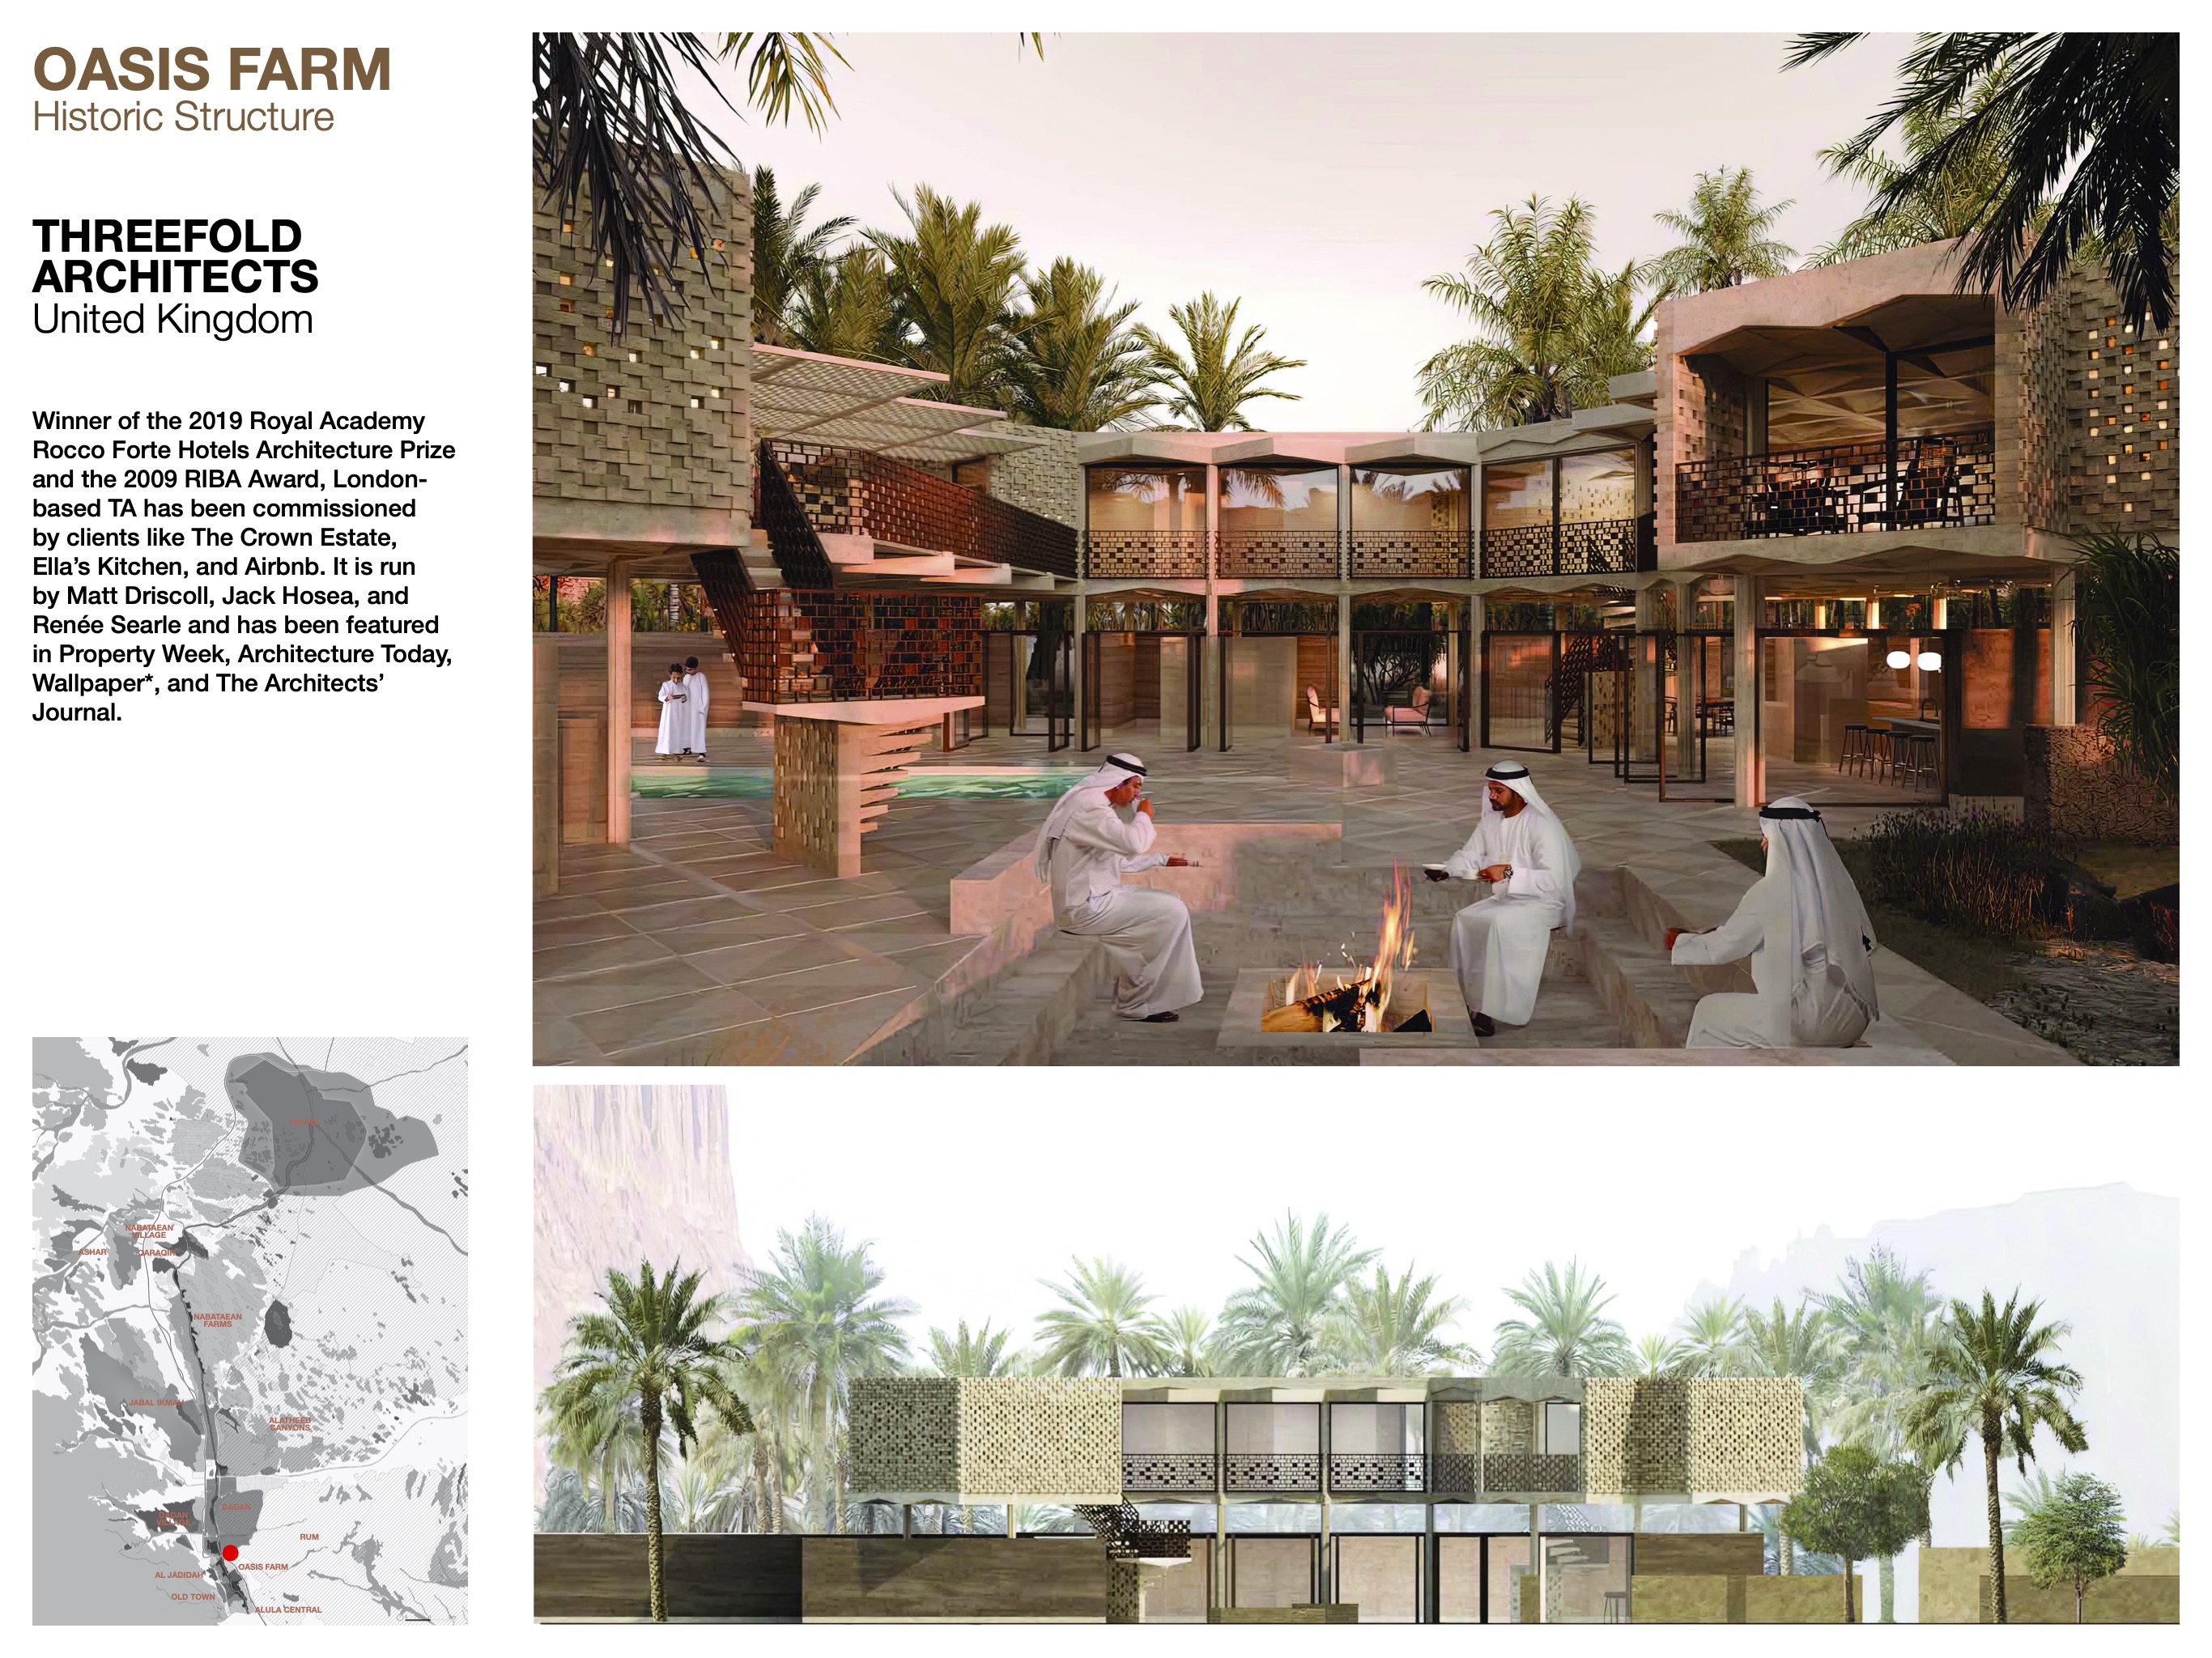 OASIS FARM
Historic Structure
THREEFOLD
ARCHITECTS
United Kingdom
Winner of the 2019 Royal Academy
Rocco Forte Hotels Architecture Prize
and the 2009 RIBA Award, London-
based TA has been commissioned
by clients like The Crown Estate,
Ella’s Kitchen, and Airbnb. It is run
by Matt Driscoll, Jack Hosea, and
Renée Searle and has been featured
in Property Week, Architecture Today,
Wallpaper*, and The Architects’
Journal.
NABATAEAN
VILLAGE
ASHAR
QARAQIR
NABATAEAN
FARMS
JABAL IKMAH
ALATHEEB
CANYONS
DADAN
DADAN
VILLAGE
RUM
OASIS FARM
AL JADIDAH
OLD TOWN
ALULA CENTRAL